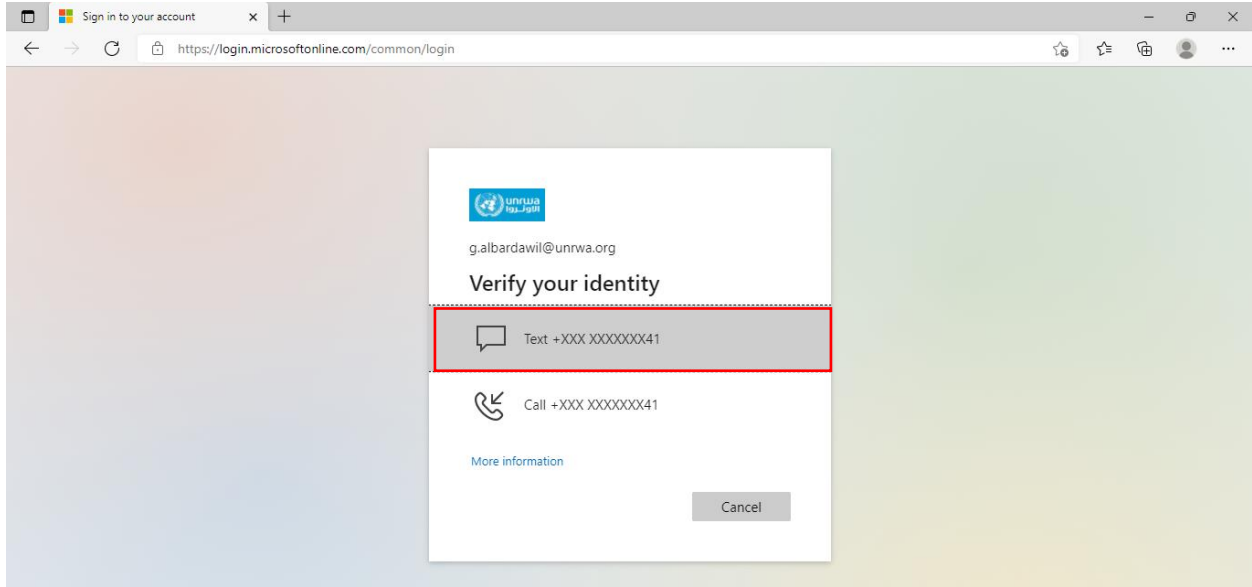 Sign in to your account
https://login.microsoftonline.com/common/login
unrwa
الأونروا
g.albardawil@unrwa.org
Verify your identity
Text +XXX XXXXXXX41
Call +XXX XXXXXXX41
More information
Cancel